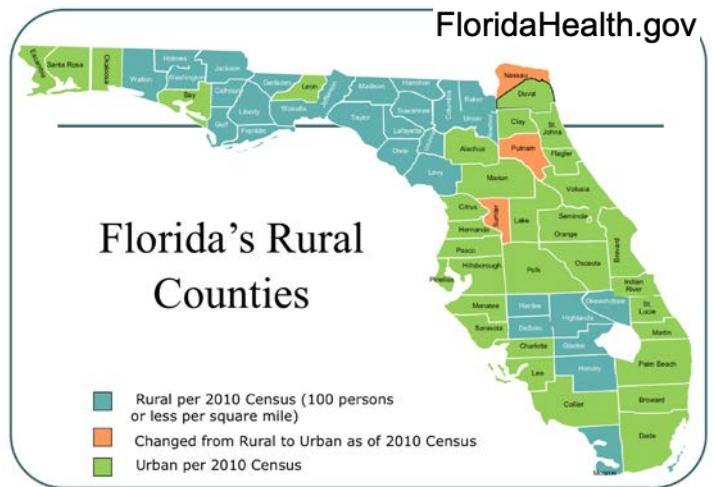 FloridaHealth.gov
Escambia
Santa Rosa
Okaloosa
Walton
Holmes
Washington
Bay
Jackson
Calhoun
Gulf
Liberty
Franklin
Gadsden
Leon
Wakulla
Jefferson
Madison
Taylor
Hamilton
Suwannee
Lafayette
Dixie
Columbia
Baker
Union
Levy
Nassau
Duval
Clay
St.
Johns
Putnam
Flagler
Alachua
Marion
Volusia
Citrus
Sumter
Lake
Seminole
Orange
Hernando
Pasco
Hillsborough
Pinellas
Polk
Osceola
Brevard
Indian
River
Manatee
Hardee
Highlands
Okeechobee
St.
Lucie
Sarasota
DeSoto
Martin
Charlotte
Glades
Lee
Hendry
Palm Beach
Collier
Broward
Dade
Monroe
Florida’s Rural
Counties
Rural per 2010 Census (100 persons
or less per square mile)
Changed from Rural to Urban as of 2010 Census
Urban per 2010 Census